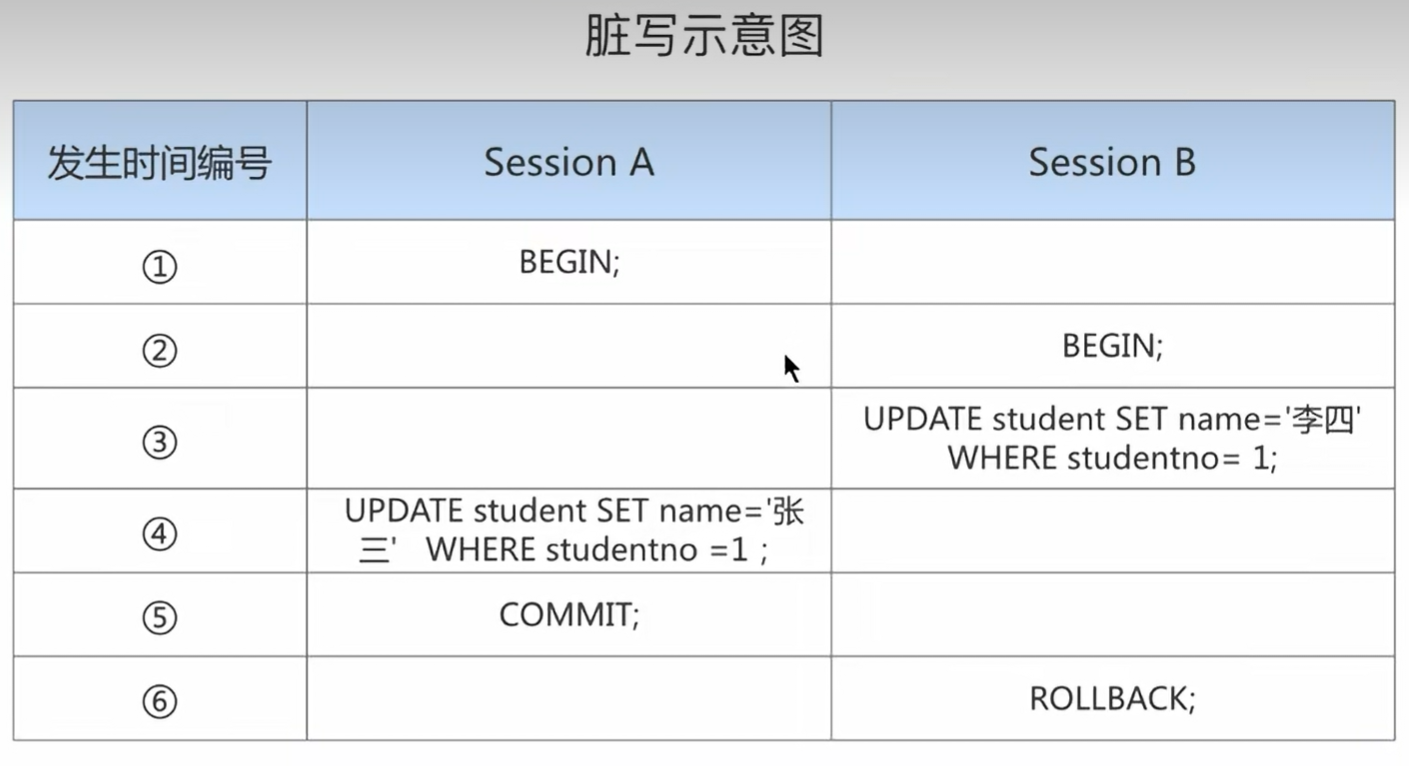 脏写示意图
发生时间编号 Session A Session B
① BEGIN;
② BEGIN;
③ UPDATE student SET name='李四'
WHERE studentno= 1;
④ UPDATE student SET name='张
三' WHERE studentno =1 ;
⑤ COMMIT;
⑥ ROLLBACK;